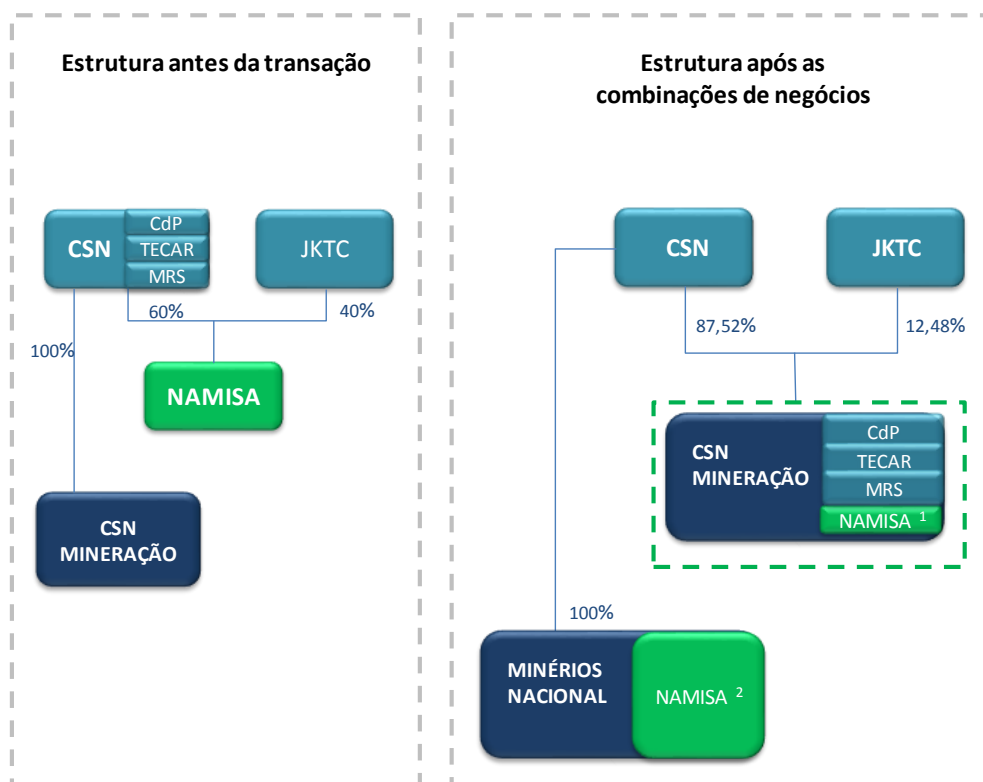 Estrutura antes da transação
CSN
CdP
TECAR
MRS
JKTC
60%
40%
100%
NAMISA
CSN
MINERAÇÃO
Estrutura após as
combinações de negócios
CSN
JKTC
87,52%
12,48%
CSN
MINERAÇÃO
CdP
TECAR
MRS
NAMISA 1
100%
MINÉRIOS
NACIONAL
NAMISA 2